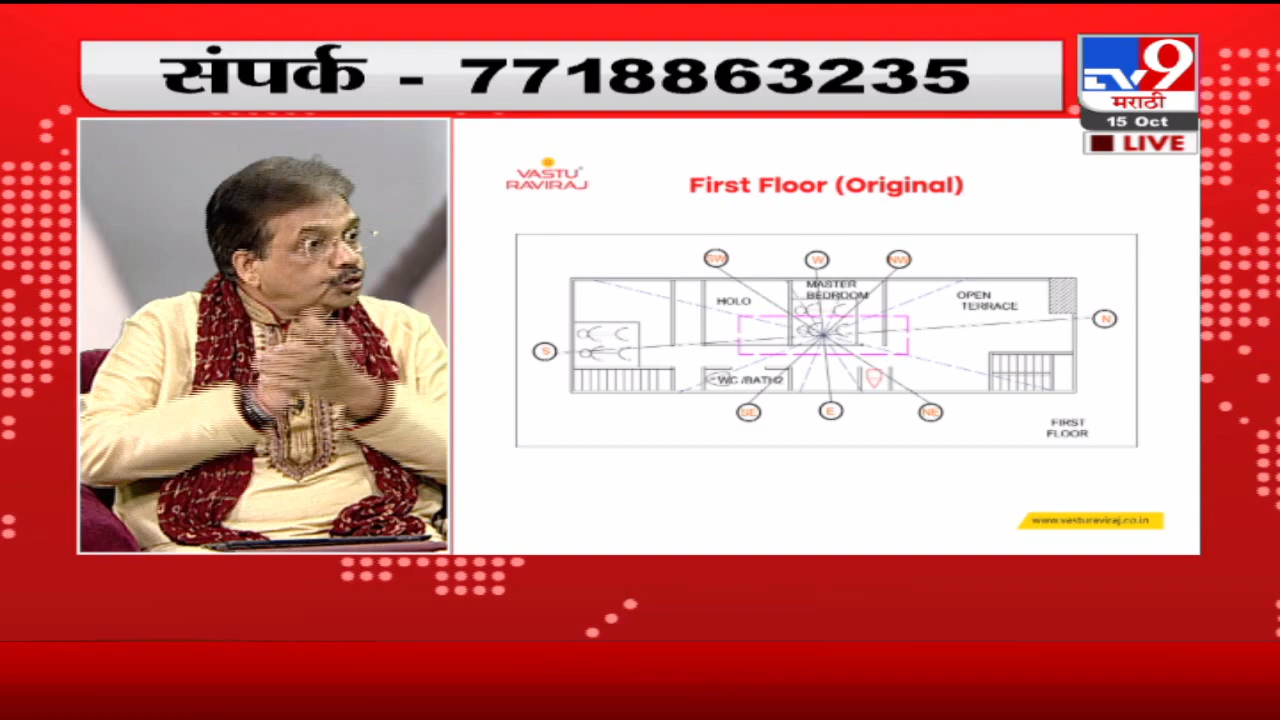 संपर्क - 7718863235
TV9
मराठी
15 Oct
LIVE
VASTU
RAVIRAJ
First Floor (Original)
SW
W
NW
MASTER
BEDROOM
HOLO
OPEN
TERRACE
N
S
WC /BATH2
SE
E
NE
FIRST
FLOOR
www.vasturaviraj.co.in